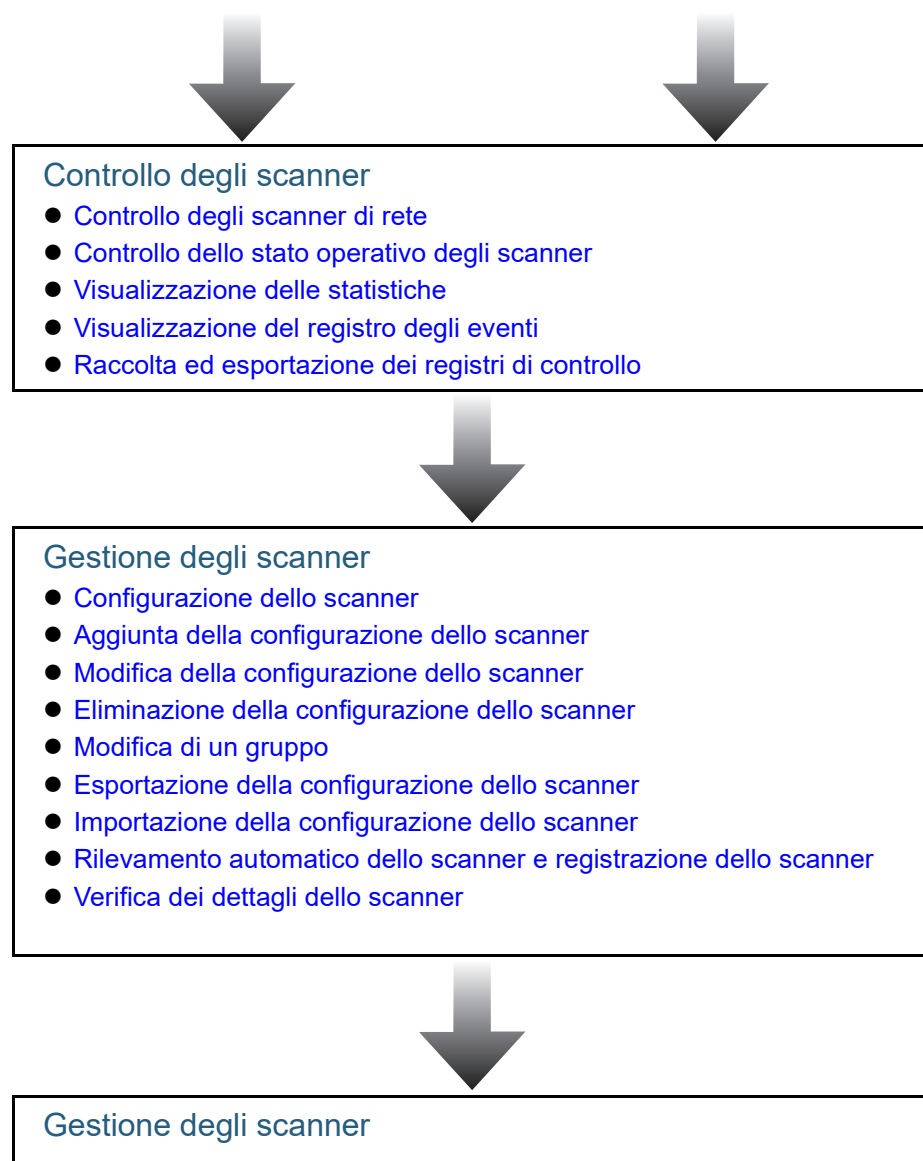 Controllo degli scanner
● Controllo degli scanner di rete
● Controllo dello stato operativo degli scanner
● Visualizzazione delle statistiche
● Visualizzazione del registro degli eventi
● Raccolta ed esportazione dei registri di controllo
Gestione degli scanner
● Configurazione dello scanner
● Aggiunta della configurazione dello scanner
● Modifica della configurazione dello scanner
● Eliminazione della configurazione dello scanner
● Modifica di un gruppo
● Esportazione della configurazione dello scanner
● Importazione della configurazione dello scanner
● Rilevamento automatico dello scanner e registrazione dello scanner
● Verifica dei dettagli dello scanner
Gestione degli scanner